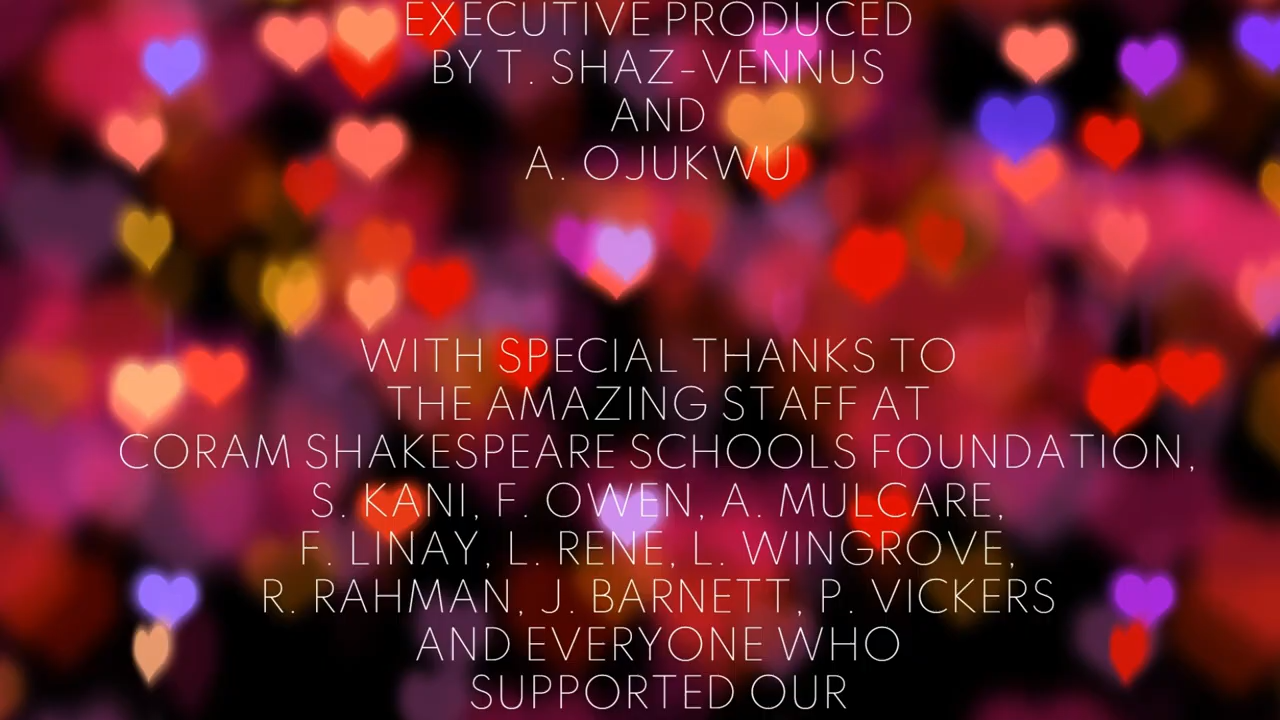 EXECUTIVE PRODUCED
BY T. SHAZ-VENNUS
AND
A. OJUKWU
WITH SPECIAL THANKS TO
THE AMAZING STAFF AT
CORAM SHAKESPEARE SCHOOLS FOUNDATION,
S. KANI, F. OWEN, A. MULCARE,
F. LINAY, L. RENE, L. WINGROVE,
R. RAHMAN, J. BARNETT, P. VICKERS
AND EVERYONE WHO
SUPPORTED OUR